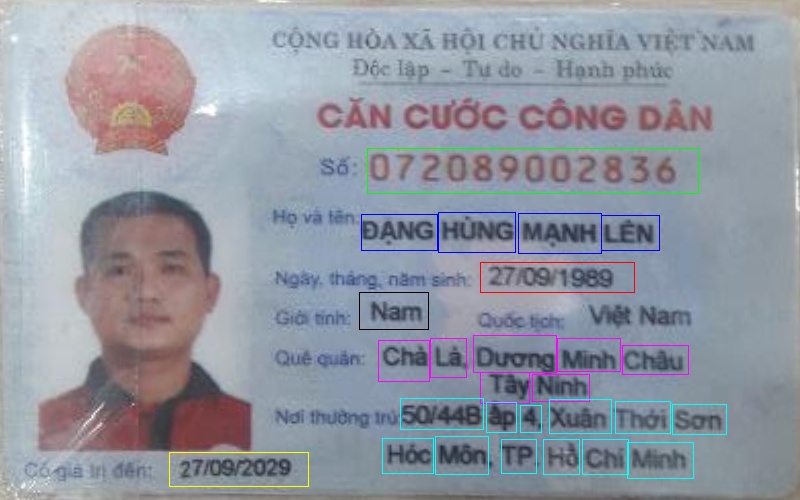 CỘNG HÒA XÃ HỘI CHỦ NGHĨA VIỆT NAM
Độc lập - Tự do - Hạnh phúc
CĂN CƯỚC CÔNG DÂN
Số: 072089002836
Họ và tên: ĐẶNG HÙNG MẠNH LÊN
Ngày, tháng, năm sinh: 27/09/1989
Giới tính: Nam Quốc tịch: Việt Nam
Quê quán: Chà Là, Dương Minh Châu
Tây Ninh
Nơi thường trú: 50/44B ấp 4, Xuân Thới Sơn
Hóc Môn, TP. Hồ Chí Minh
Có giá trị đến: 27/09/2029